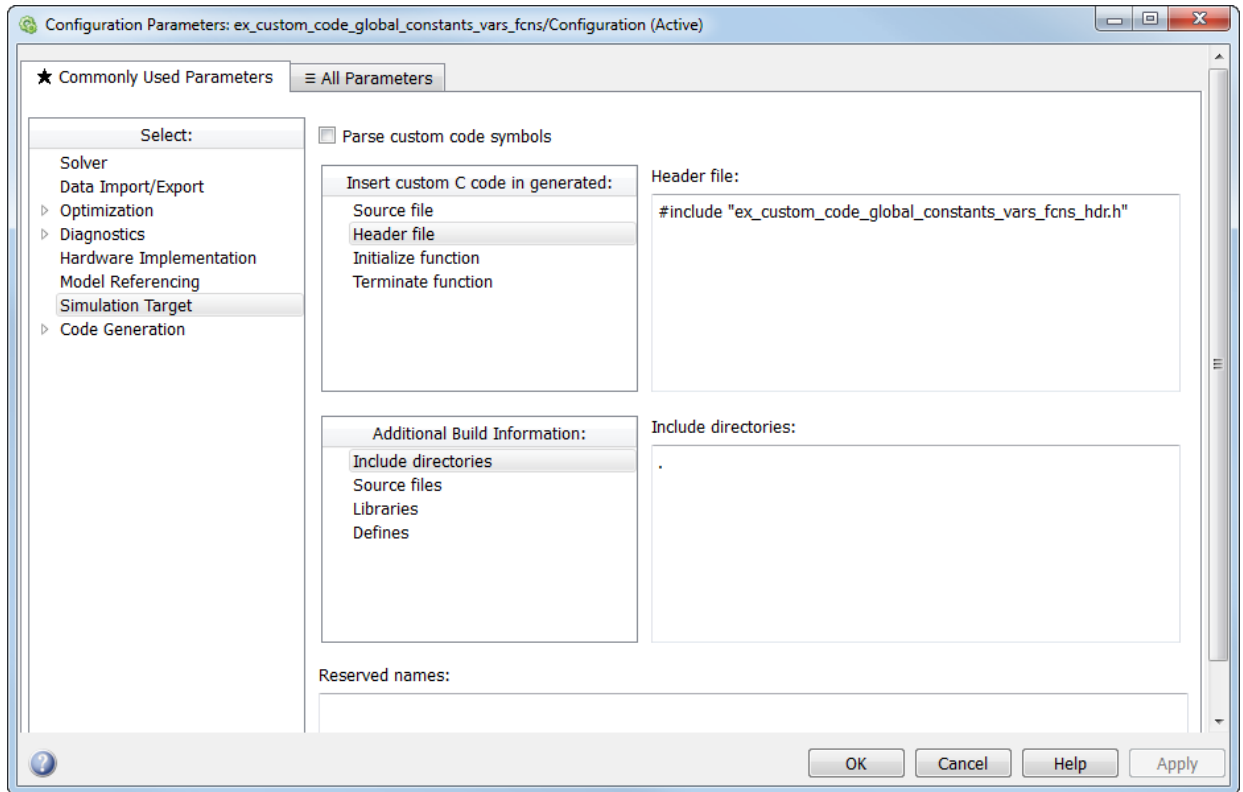 Configuration Parameters: ex_custom_code_global_constants_vars_fcns/Configuration (Active)
★ Commonly Used Parameters
≡ All Parameters
Select:
Solver
Data Import/Export
Optimization
Diagnostics
Hardware Implementation
Model Referencing
Simulation Target
Code Generation
Parse custom code symbols
Insert custom C code in generated:
Source file
Header file
Initialize function
Terminate function
Header file:
#include "ex_custom_code_global_constants_vars_fcns_hdr.h"
Additional Build Information:
Include directories
Source files
Libraries
Defines
Include directories:
.
Reserved names:
?
OK
Cancel
Help
Apply